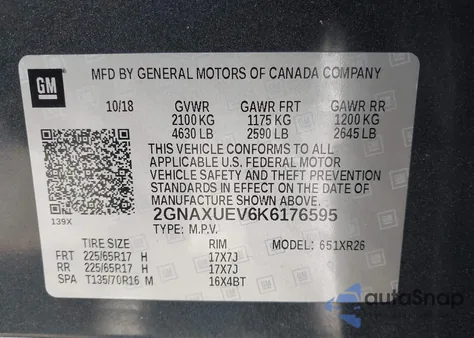 GM
MFD BY GENERAL MOTORS OF CANADA COMPANY
10/18 GVWR GAWR FRT GAWR RR
2100 KG 1175 KG 1200 KG
4630 LB 2590 LB 2645 LB
THIS VEHICLE CONFORMS TO ALL
APPLICABLE U.S. FEDERAL MOTOR
VEHICLE SAFETY AND THEFT PREVENTION
STANDARDS IN EFFECT ON THE DATE OF
MANUFACTURE SHOWN ABOVE.
2GNAXUEV6K6176595
139X
TYPE: M.P.V. MODEL: 651XR26
TIRE SIZE RIM
FRT 225/65R17 H 17X7J
RR 225/65R17 H 17X7J
SPA T135/70R16 M 16X4BT
autoSnap